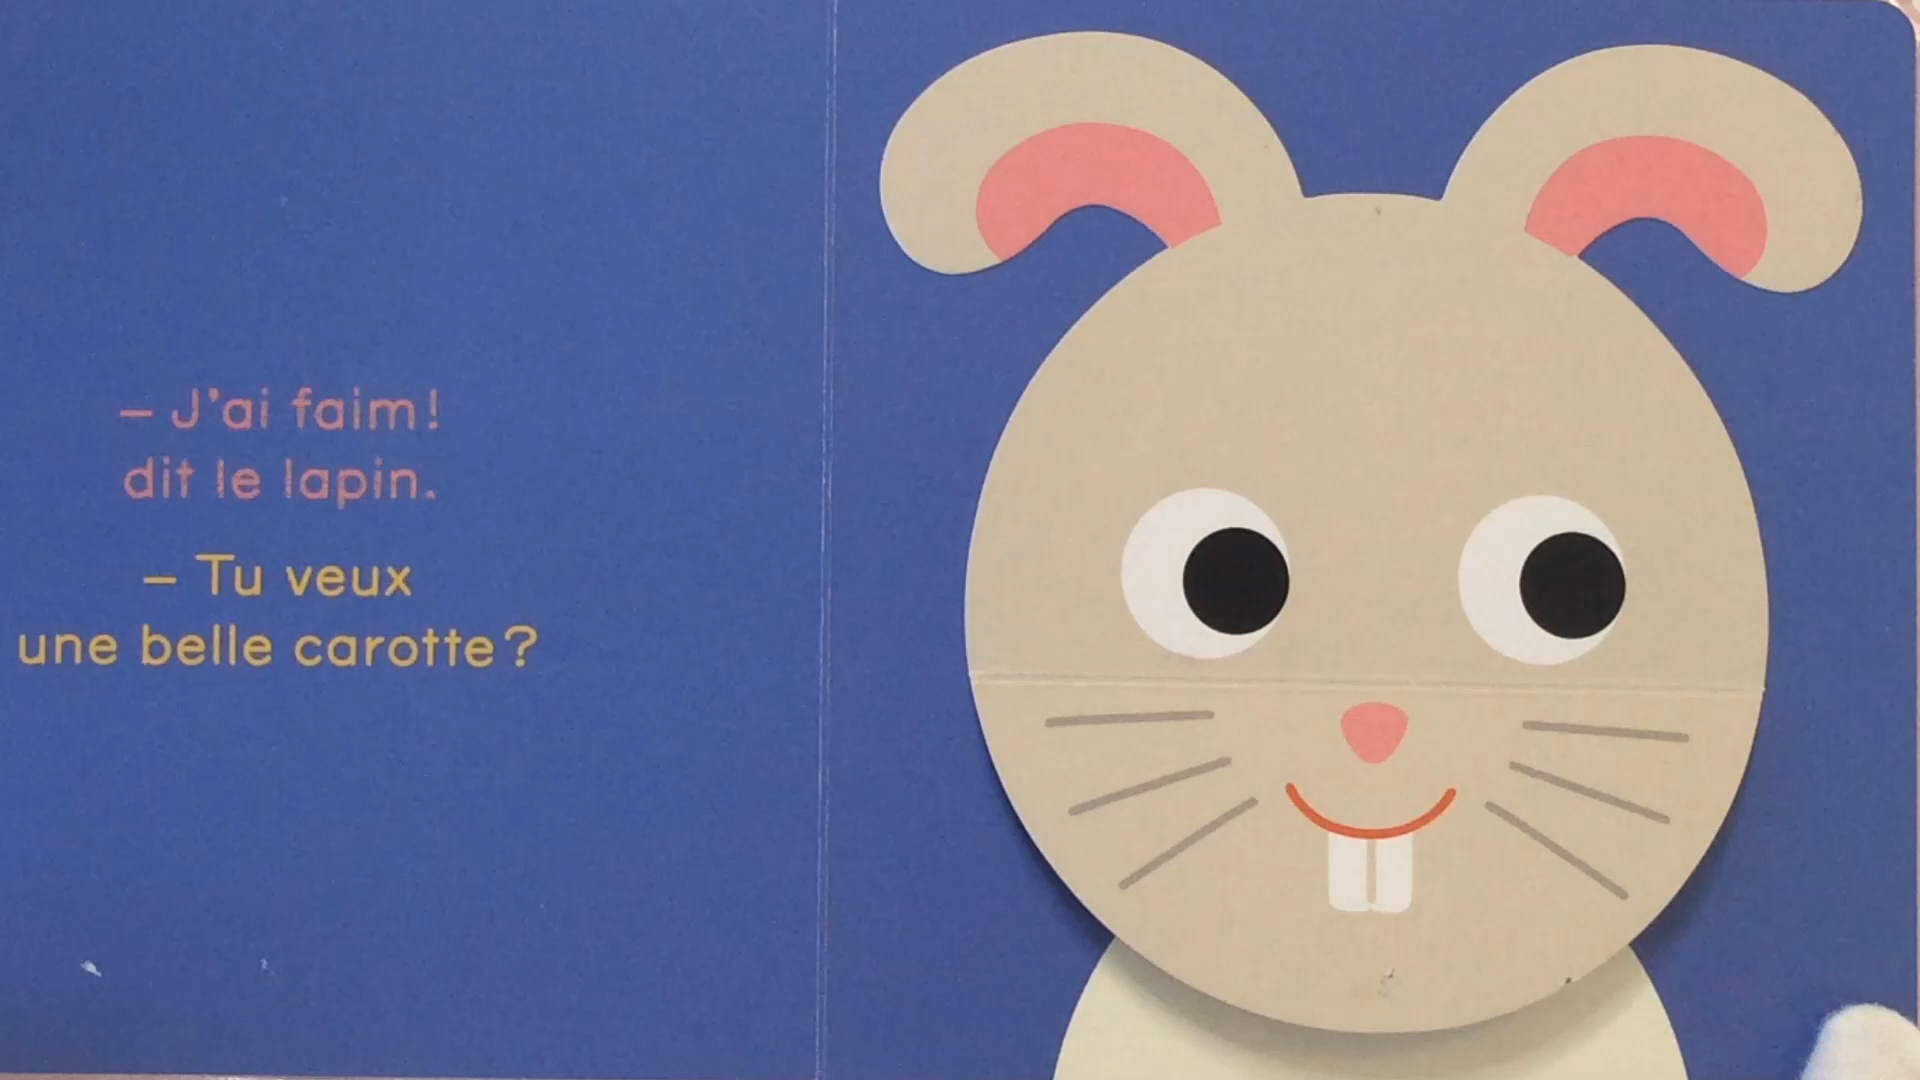 – J'ai faim!
dit le lapin.
– Tu veux
une belle carotte?